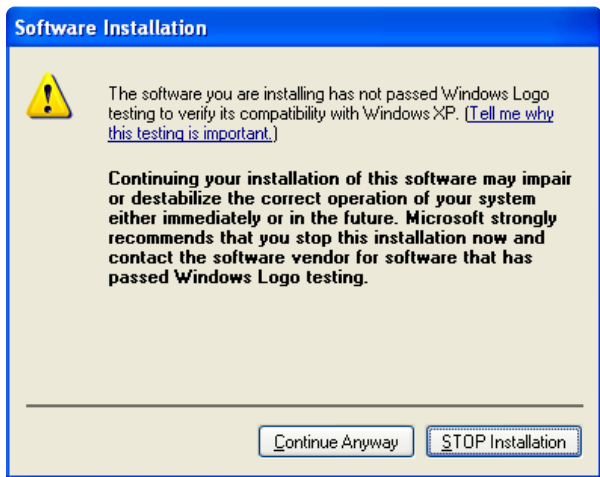 Software Installation
The software you are installing has not passed Windows Logo
testing to verify its compatibility with Windows XP. (Tell me why
this testing is important.)
Continuing your installation of this software may impair
or destabilize the correct operation of your system
either immediately or in the future. Microsoft strongly
recommends that you stop this installation now and
contact the software vendor for software that has
passed Windows Logo testing.
Continue Anyway
STOP Installation